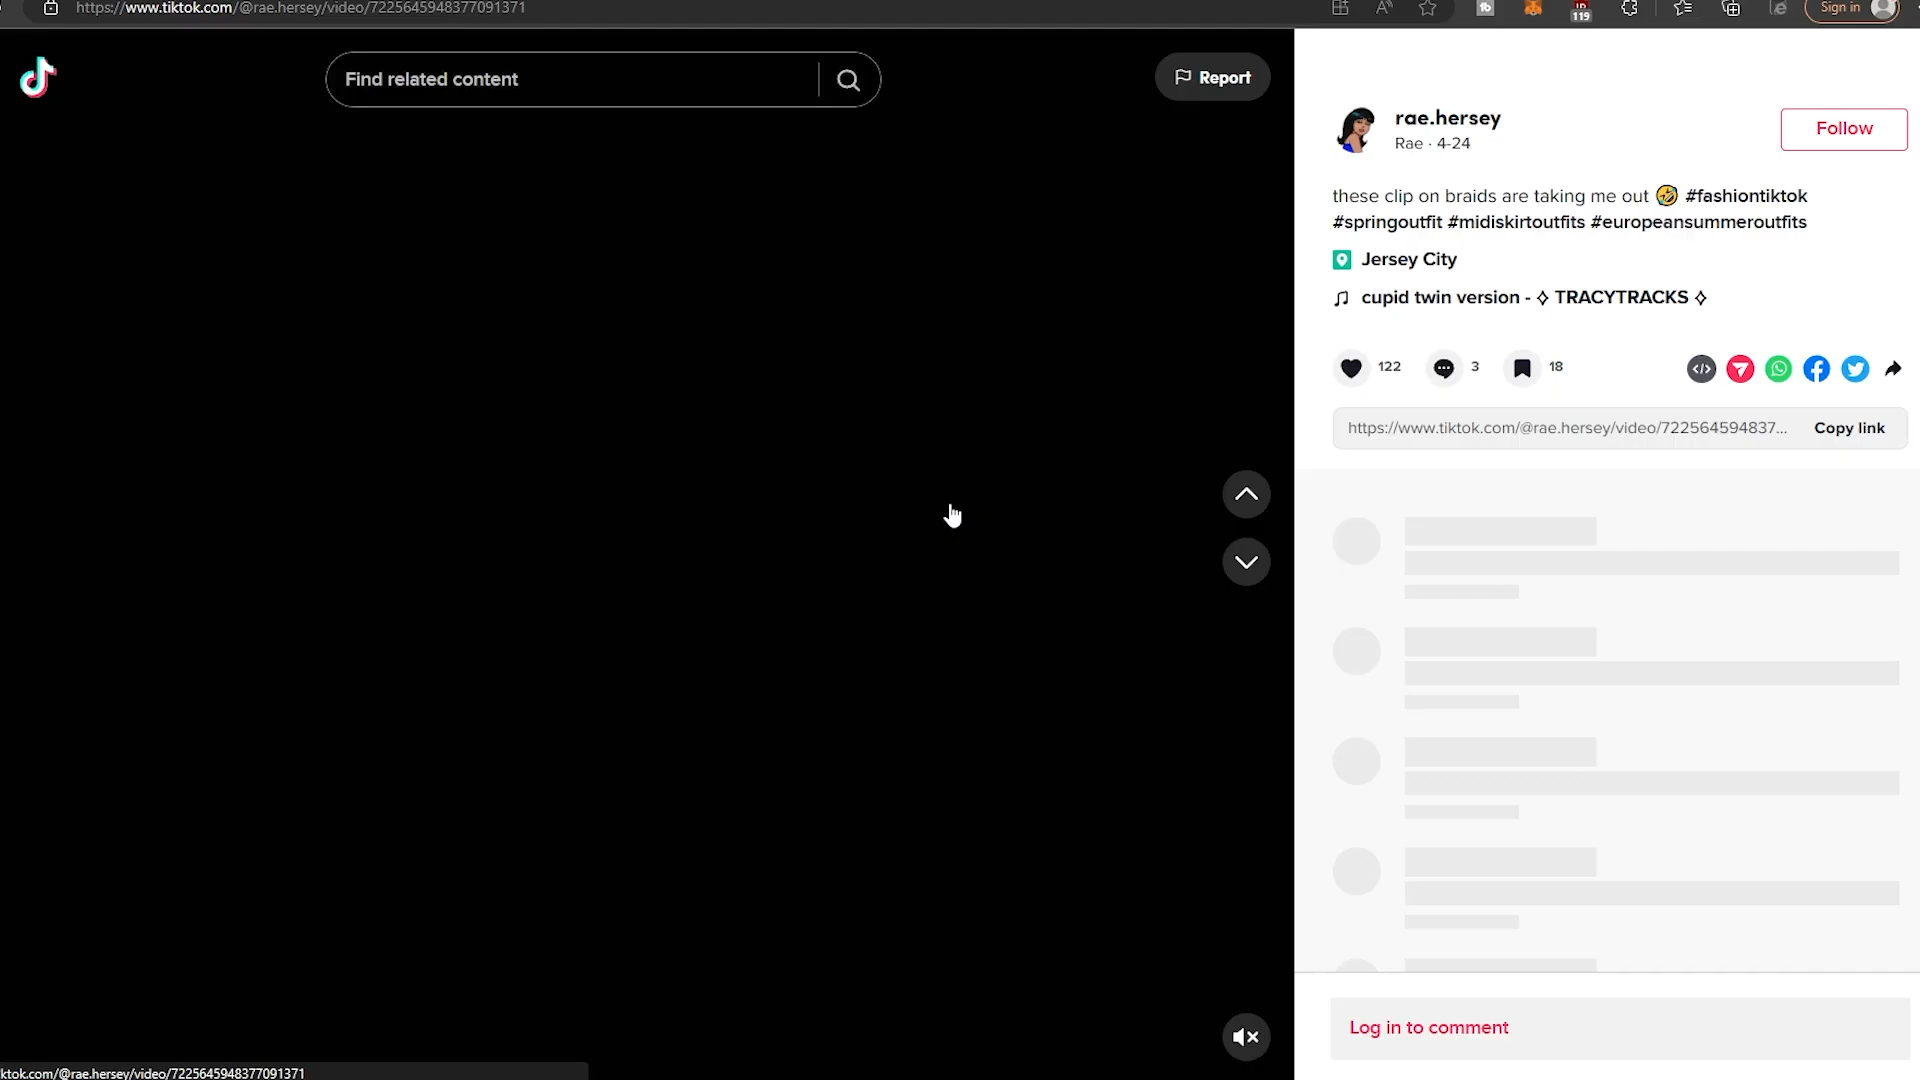 https://www.tiktok.com/@rae.hersey/video/7225645948377091371
119
Sign in
Find related content
Report
rae.hersey
Rae · 4-24
Follow
these clip on braids are taking me out 🤣 #fashiontiktok
#springoutfit #midiskirtoutfits #europeansummeroutfits
Jersey City
cupid twin version - ✧ TRACYTRACKS ✧
122
3
18
https://www.tiktok.com/@rae.hersey/video/722564594837...
Copy link
Log in to comment
ktok.com/@rae.hersey/video/7225645948377091371